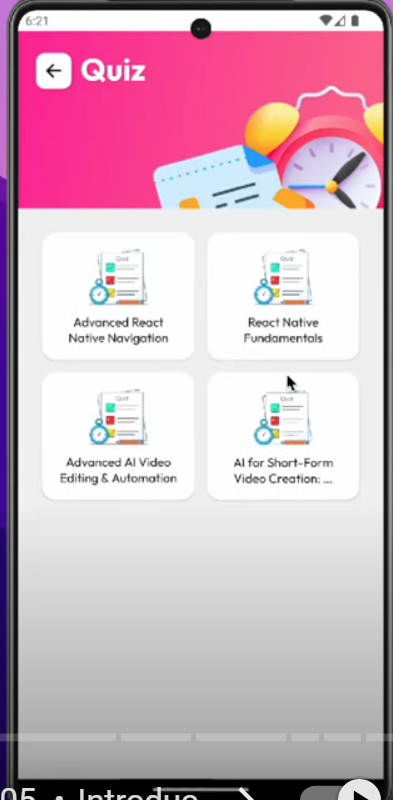 6:21
Quiz
Quiz
Advanced React
Native Navigation
Quiz
React Native
Fundamentals
Quiz
Advanced AI Video
Editing & Automation
Quiz
AI for Short-Form
Video Creation: ...
05 • Introduc